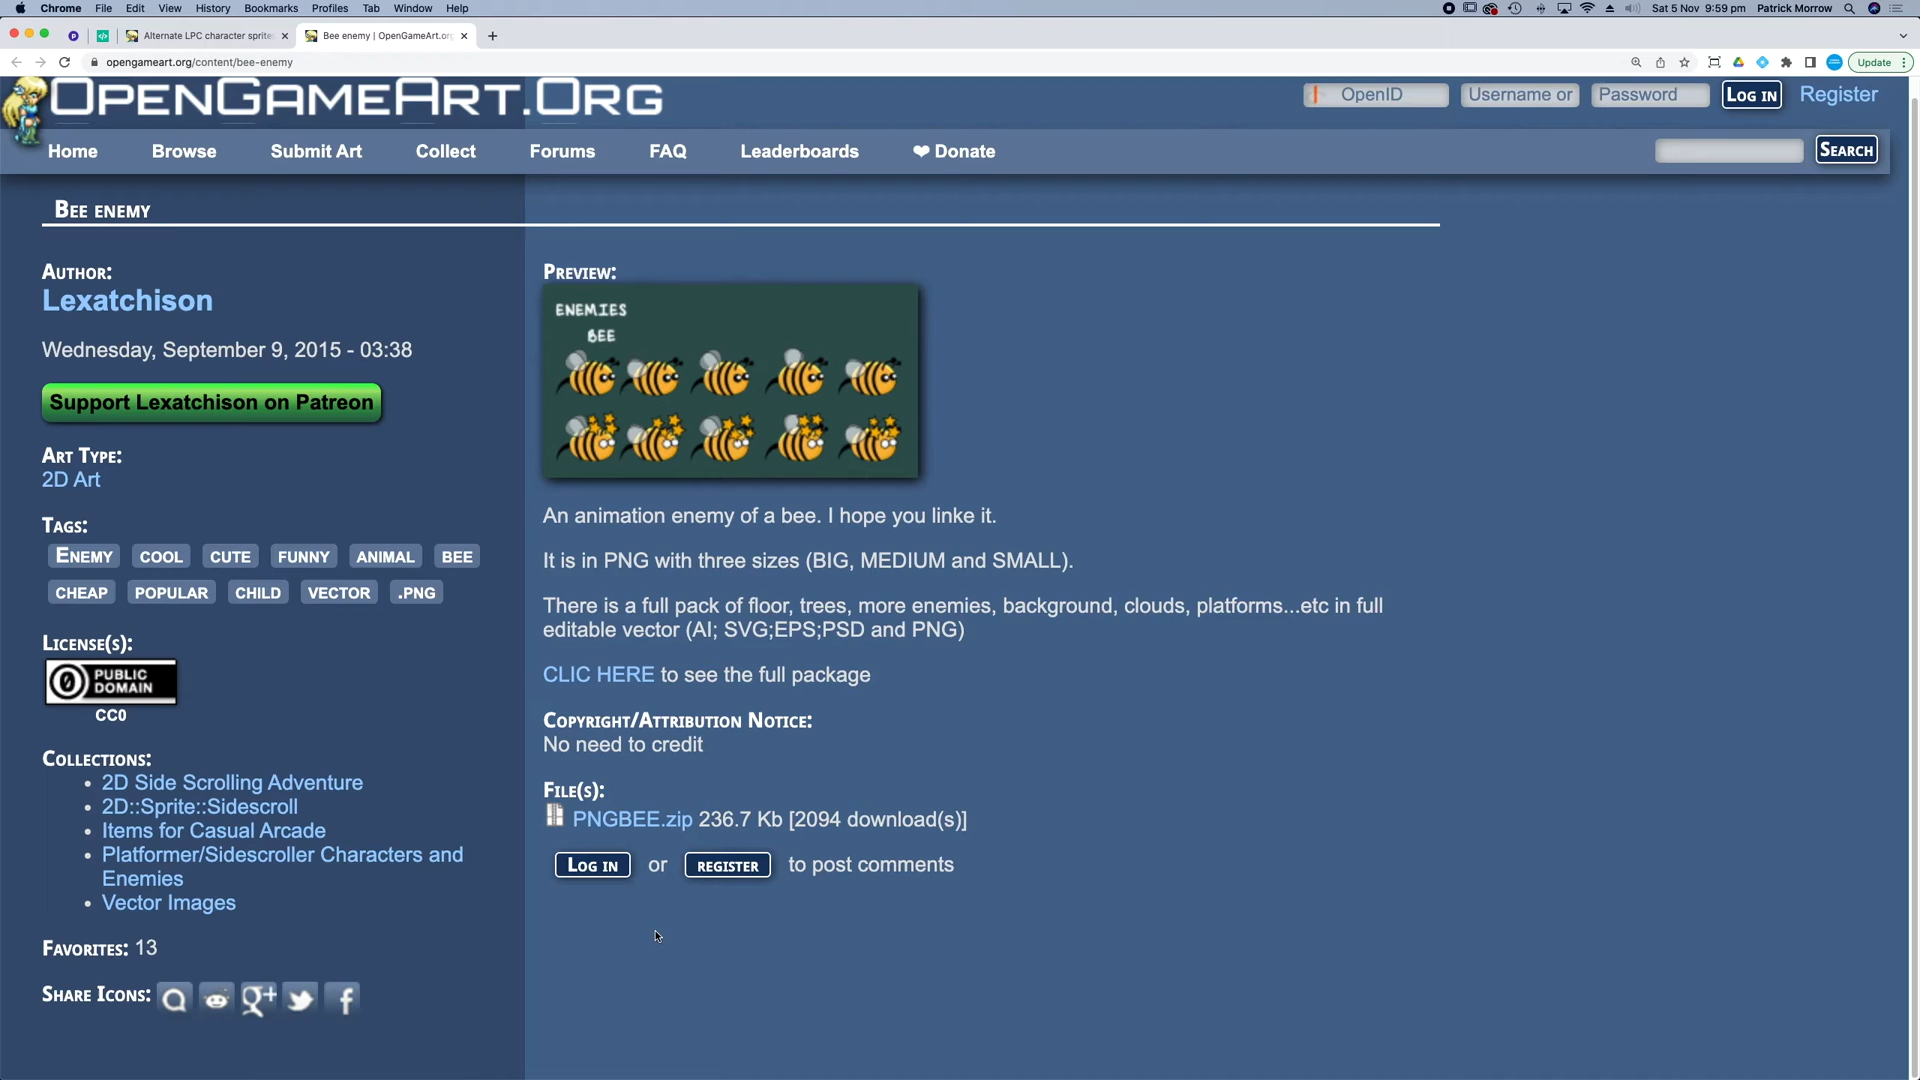 Chrome File Edit View History Bookmarks Profiles Tab Window Help Sat 5 Nov 9:59 pm Patrick Morrow
Alternate LPC character sprite Bee enemy | OpenGameArt.or
opengameart.org/content/bee-enemy Update
OpenGameArt.Org OpenID Username or Password Log in Register
Home Browse Submit Art Collect Forums FAQ Leaderboards ❤ Donate Search
Bee enemy
Author:
Lexatchison
Wednesday, September 9, 2015 - 03:38
Support Lexatchison on Patreon
Art Type:
2D Art
Tags:
Enemy cool cute funny animal bee
cheap popular child vector .png
License(s):
0 PUBLIC
DOMAIN
CC0
Collections:
• 2D Side Scrolling Adventure
• 2D::Sprite::Sidescroll
• Items for Casual Arcade
• Platformer/Sidescroller Characters and
Enemies
• Vector Images
Favorites: 13
Share Icons:
Preview:
ENEMIES
BEE
An animation enemy of a bee. I hope you linke it.
It is in PNG with three sizes (BIG, MEDIUM and SMALL).
There is a full pack of floor, trees, more enemies, background, clouds, platforms...etc in full
editable vector (AI; SVG;EPS;PSD and PNG)
CLIC HERE to see the full package
Copyright/Attribution Notice:
No need to credit
File(s):
PNGBEE.zip 236.7 Kb [2094 download(s)]
Log in or register to post comments